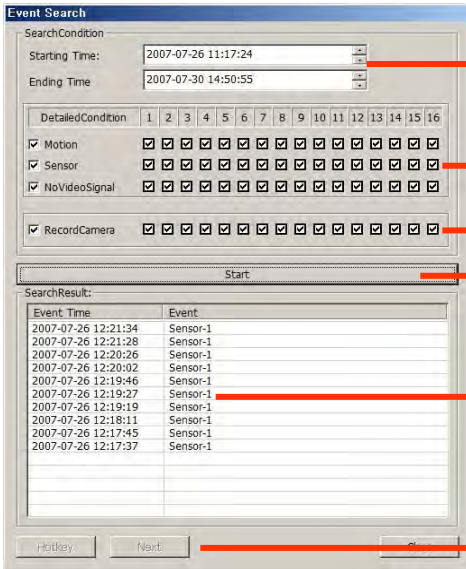 Event Search
SearchCondition
Starting Time: 2007-07-26 11:17:24
Ending Time 2007-07-30 14:50:55
DetailedCondition 1 2 3 4 5 6 7 8 9 10 11 12 13 14 15 16
Motion
Sensor
NoVideoSignal
RecordCamera
Start
SearchResult:
Event Time Event
2007-07-26 12:21:34 Sensor-1
2007-07-26 12:21:28 Sensor-1
2007-07-26 12:20:26 Sensor-1
2007-07-26 12:20:02 Sensor-1
2007-07-26 12:19:46 Sensor-1
2007-07-26 12:19:27 Sensor-1
2007-07-26 12:19:19 Sensor-1
2007-07-26 12:18:11 Sensor-1
2007-07-26 12:17:45 Sensor-1
2007-07-26 12:17:37 Sensor-1
Hotkey Next